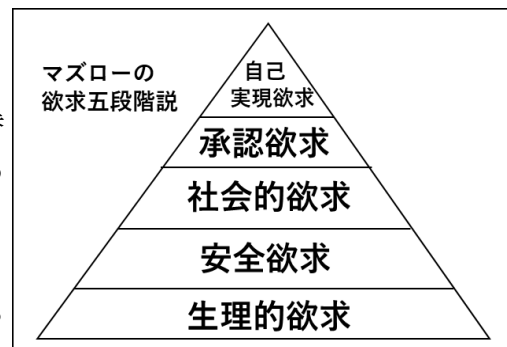 マズローの
欲求五段階説
自己
実現欲求
承認欲求
社会的欲求
安全欲求
生理的欲求